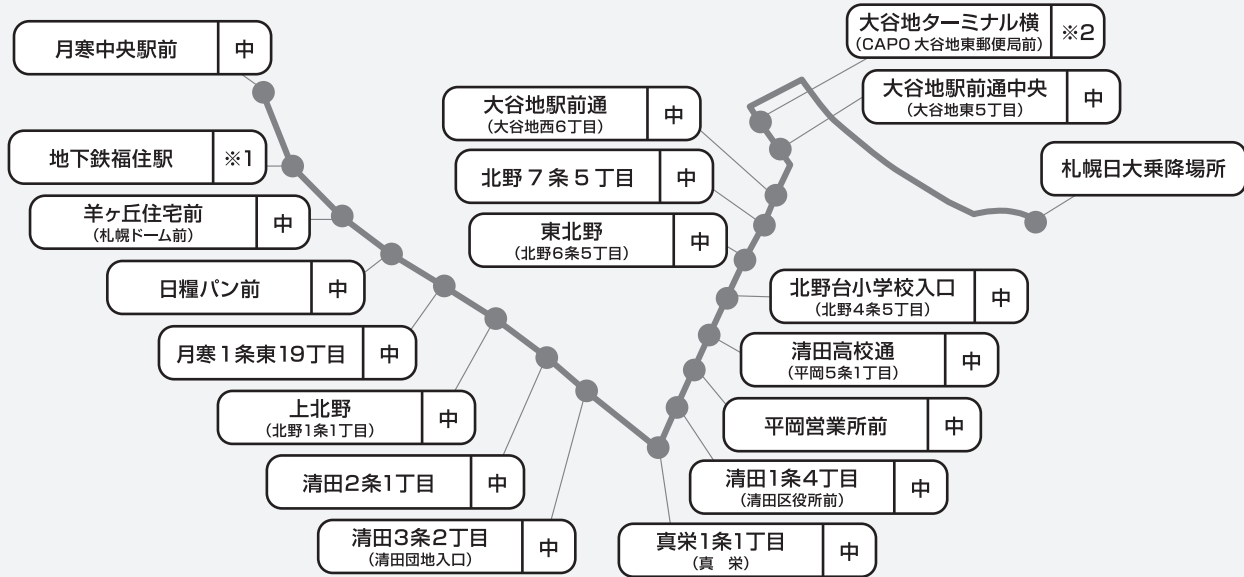 月寒中央駅前 中
地下鉄福住駅 ※1
羊ヶ丘住宅前 中
(札幌ドーム前)
日糧パン前 中
月寒1条東19丁目 中
上北野 中
(北野1条1丁目)
清田2条1丁目 中
清田3条2丁目 中
(清田団地入口)
真栄1条1丁目 中
(真 栄)
清田1条4丁目 中
(清田区役所前)
平岡営業所前 中
清田高校通 中
(平岡5条1丁目)
北野台小学校入口 中
(北野4条5丁目)
東北野 中
(北野6条5丁目)
北野7条5丁目 中
大谷地駅前通 中
(大谷地西6丁目)
大谷地駅前通中央 中
(大谷地東5丁目)
大谷地ターミナル横 ※2
(CAPO大谷地東郵便局前)
札幌日大乗降場所